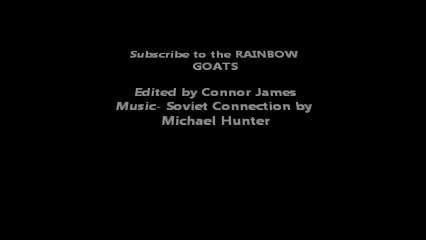 Subscribe to the RAINBOW
GOATS
Edited by Connor James
Music- Soviet Connection by
Michael Hunter